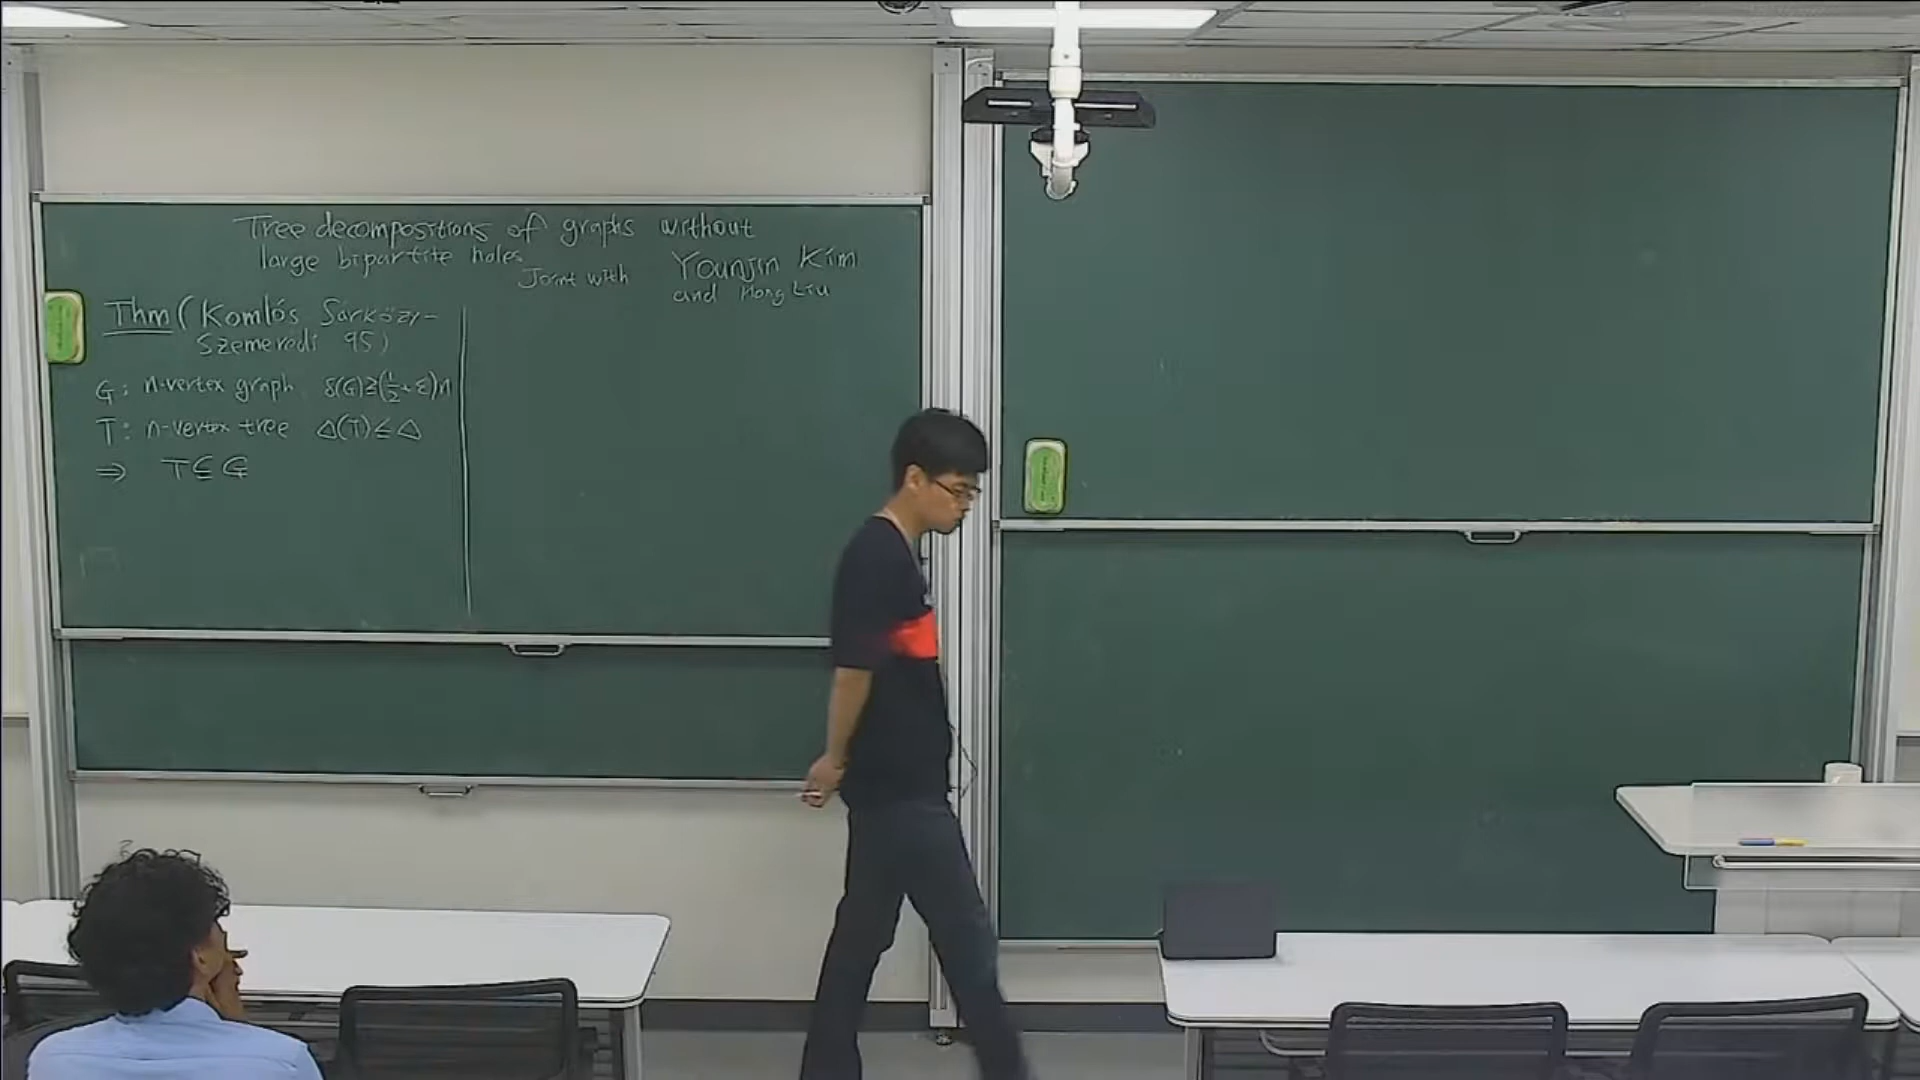 Tree decompositions of graphs without
large bipartite holes
Joint with Younjin Kim
and Hong Liu
Thm (Komlós Sárközy-
Szemerédi 95)
G: n-vertex graph δ(G)≥(1/2+ε)n
T: n-vertex tree Δ(T)≤Δ
⇒ T⊆G